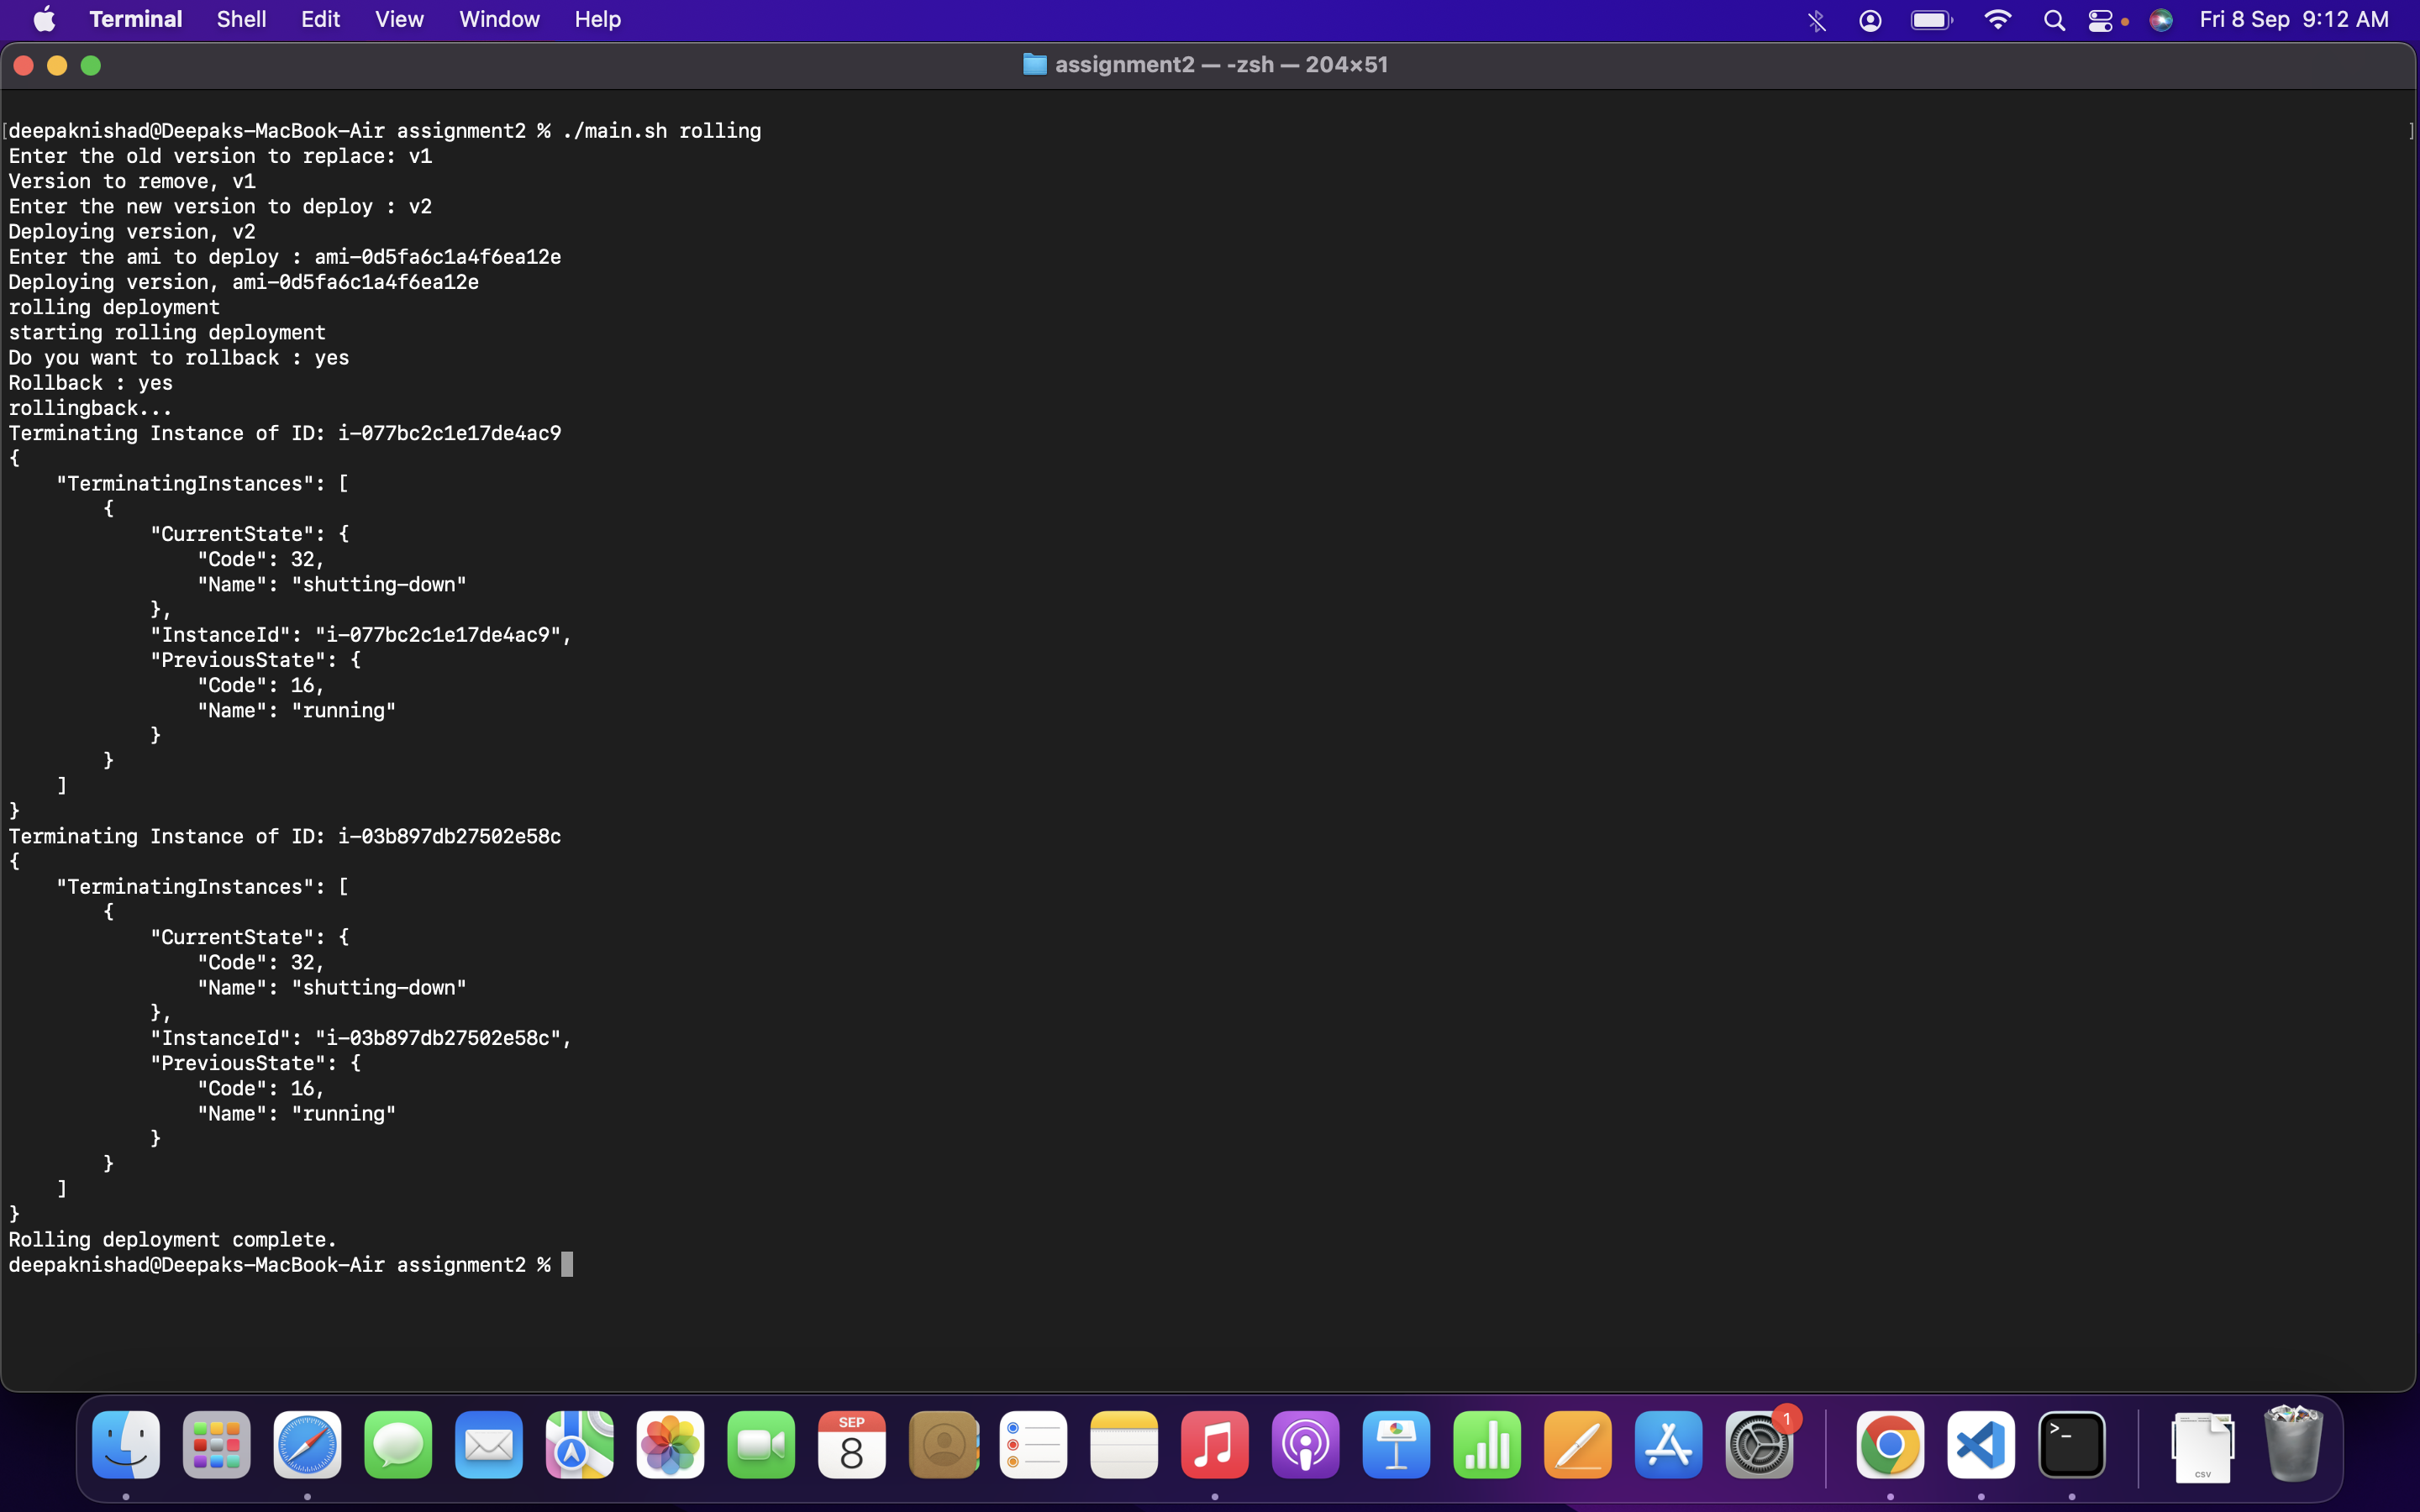 Terminal Shell Edit View Window Help Fri 8 Sep 9:12 AM
assignment2 — -zsh — 204×51
[deepaknishad@Deepaks-MacBook-Air assignment2 % ./main.sh rolling ]
Enter the old version to replace: v1
Version to remove, v1
Enter the new version to deploy : v2
Deploying version, v2
Enter the ami to deploy : ami-0d5fa6c1a4f6ea12e
Deploying version, ami-0d5fa6c1a4f6ea12e
rolling deployment
starting rolling deployment
Do you want to rollback : yes
Rollback : yes
rollingback...
Terminating Instance of ID: i-077bc2c1e17de4ac9
{
    "TerminatingInstances": [
        {
            "CurrentState": {
                "Code": 32,
                "Name": "shutting-down"
            },
            "InstanceId": "i-077bc2c1e17de4ac9",
            "PreviousState": {
                "Code": 16,
                "Name": "running"
            }
        }
    ]
}
Terminating Instance of ID: i-03b897db27502e58c
{
    "TerminatingInstances": [
        {
            "CurrentState": {
                "Code": 32,
                "Name": "shutting-down"
            },
            "InstanceId": "i-03b897db27502e58c",
            "PreviousState": {
                "Code": 16,
                "Name": "running"
            }
        }
    ]
}
Rolling deployment complete.
deepaknishad@Deepaks-MacBook-Air assignment2 %
SEP
8
1
>_
CSV